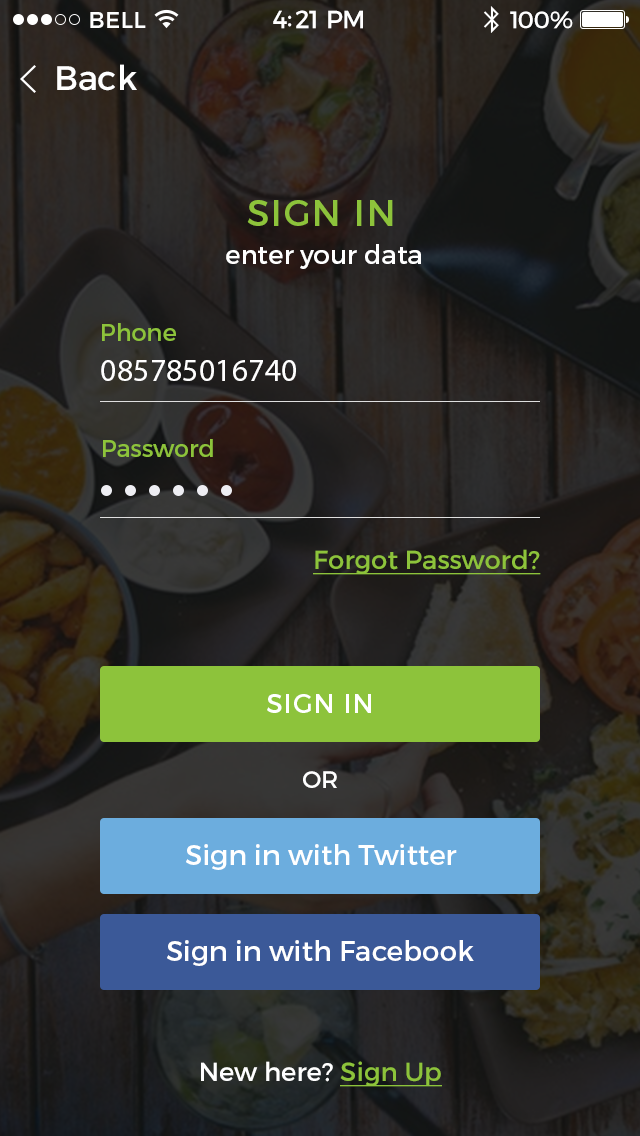 BELL 4:21 PM 100%
Back
SIGN IN
enter your data
Phone
085785016740
Password
Forgot Password?
SIGN IN
OR
Sign in with Twitter
Sign in with Facebook
New here? Sign Up